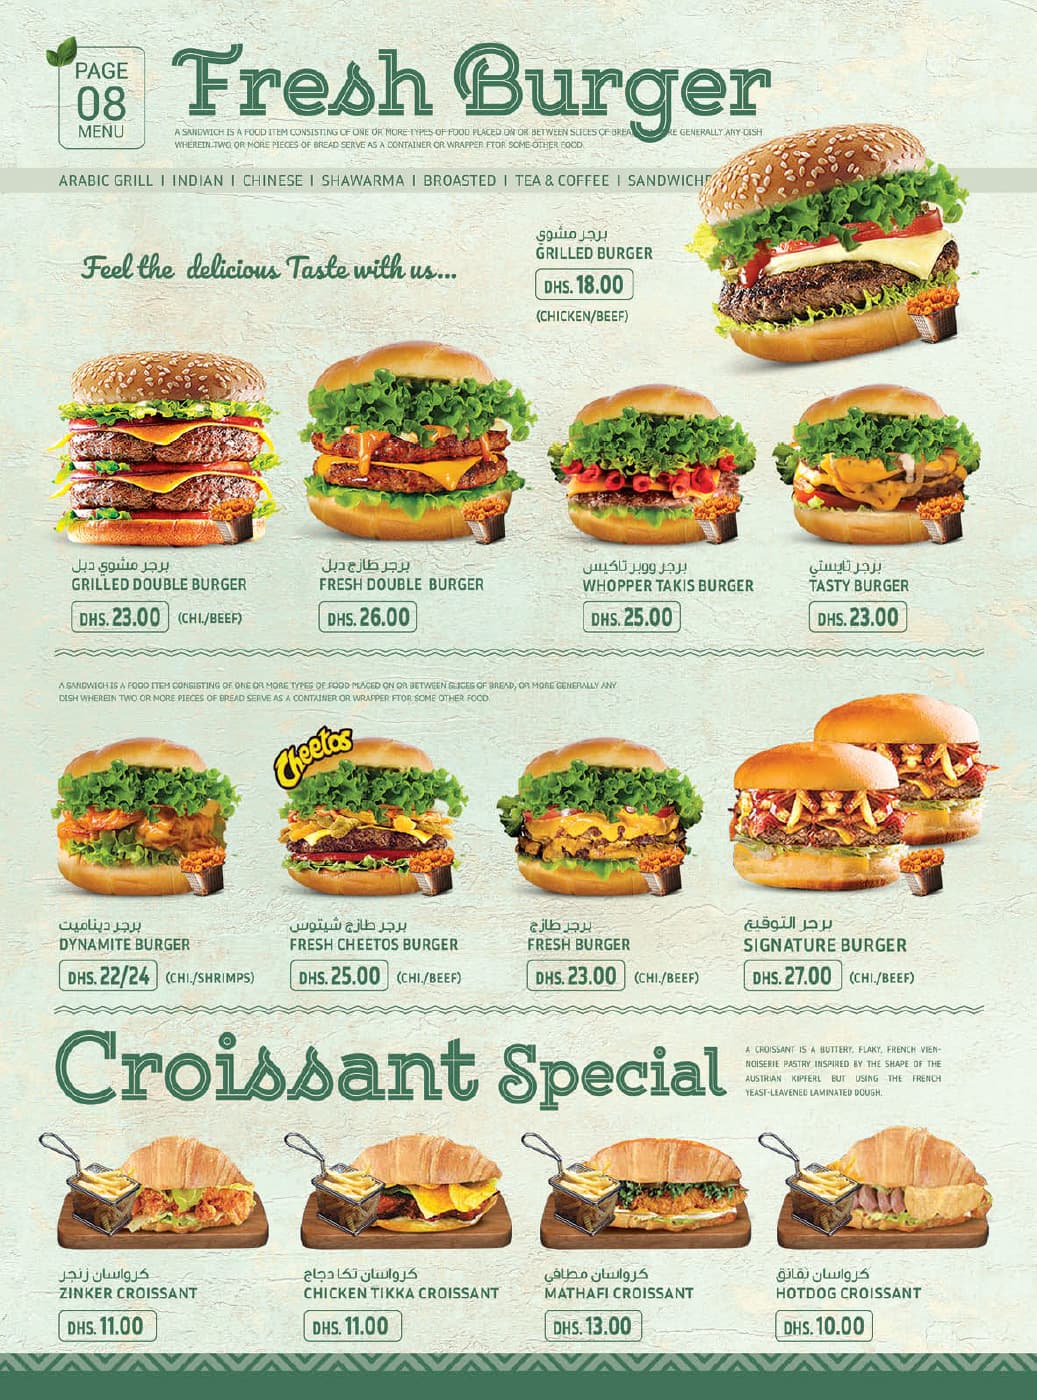 PAGE
08
MENU
Fresh Burger
A SANDWICH IS A FOOD ITEM CONSISTING OF ONE OR MORE TYPES OF FOOD PLACED ON OR BETWEEN SLICES OF GENERALLY ANY DISH
WHEREIN TWO OR MORE PIECES OF BREAD SERVE AS A CONTAINER OR WRAPPER FTOR SOME OTHER FOOD.
ARABIC GRILL I INDIAN I CHINESE I SHAWARMA I BROASTED I TEA & COFFEE I
Feel the delicious Taste with us...
برجر مشوي
GRILLED BURGER
DHS. 18.00
(CHICKEN/BEEF)
برجر مشوي دبل
GRILLED DOUBLE BURGER
DHS. 23.00 (CHI./BEEF)
برجر طازج دبل
FRESH DOUBLE BURGER
DHS. 26.00
برجر ووبر تاكيس
WHOPPER TAKIS BURGER
DHS. 25.00
برجر تايستي
TASTY BURGER
DHS. 23.00
A SANDWICH IS A FOOD ITEM CONSISTING OF ONE OR MORE TYPES OF FOOD PLACED ON OR BETWEEN SLICES OF BREAD, OR MORE GENERALLY ANY
DISH WHEREIN TWO OR MORE PIECES OF BREAD SERVE AS A CONTAINER OR WRAPPER FTOR SOME OTHER FOOD.
برجر ديناميت
DYNAMITE BURGER
DHS. 22/24 (CHI./SHRIMPS)
Cheetos
برجر طازج شيتوس
FRESH CHEETOS BURGER
DHS. 25.00 (CHI./BEEF)
برجر طازج
FRESH BURGER
DHS. 23.00 (CHI./BEEF)
برجر التوقيع
SIGNATURE BURGER
DHS. 27.00 (CHI./BEEF)
Croissant Special
A CROISSANT IS A BUTTERY, FLAKY, FRENCH VIEN-
NOISERIE PASTRY INSPIRED BY THE SHAPE OF THE
AUSTRIAN KIPFERL BUT USING THE FRENCH
YEAST-LEAVENED LAMINATED DOUGH.
كرواسان زنجر
ZINKER CROISSANT
DHS. 11.00
كرواسان تكا دجاج
CHICKEN TIKKA CROISSANT
DHS. 11.00
كرواسان مطافي
MATHAFI CROISSANT
DHS. 13.00
كرواسان نقانق
HOTDOG CROISSANT
DHS. 10.00